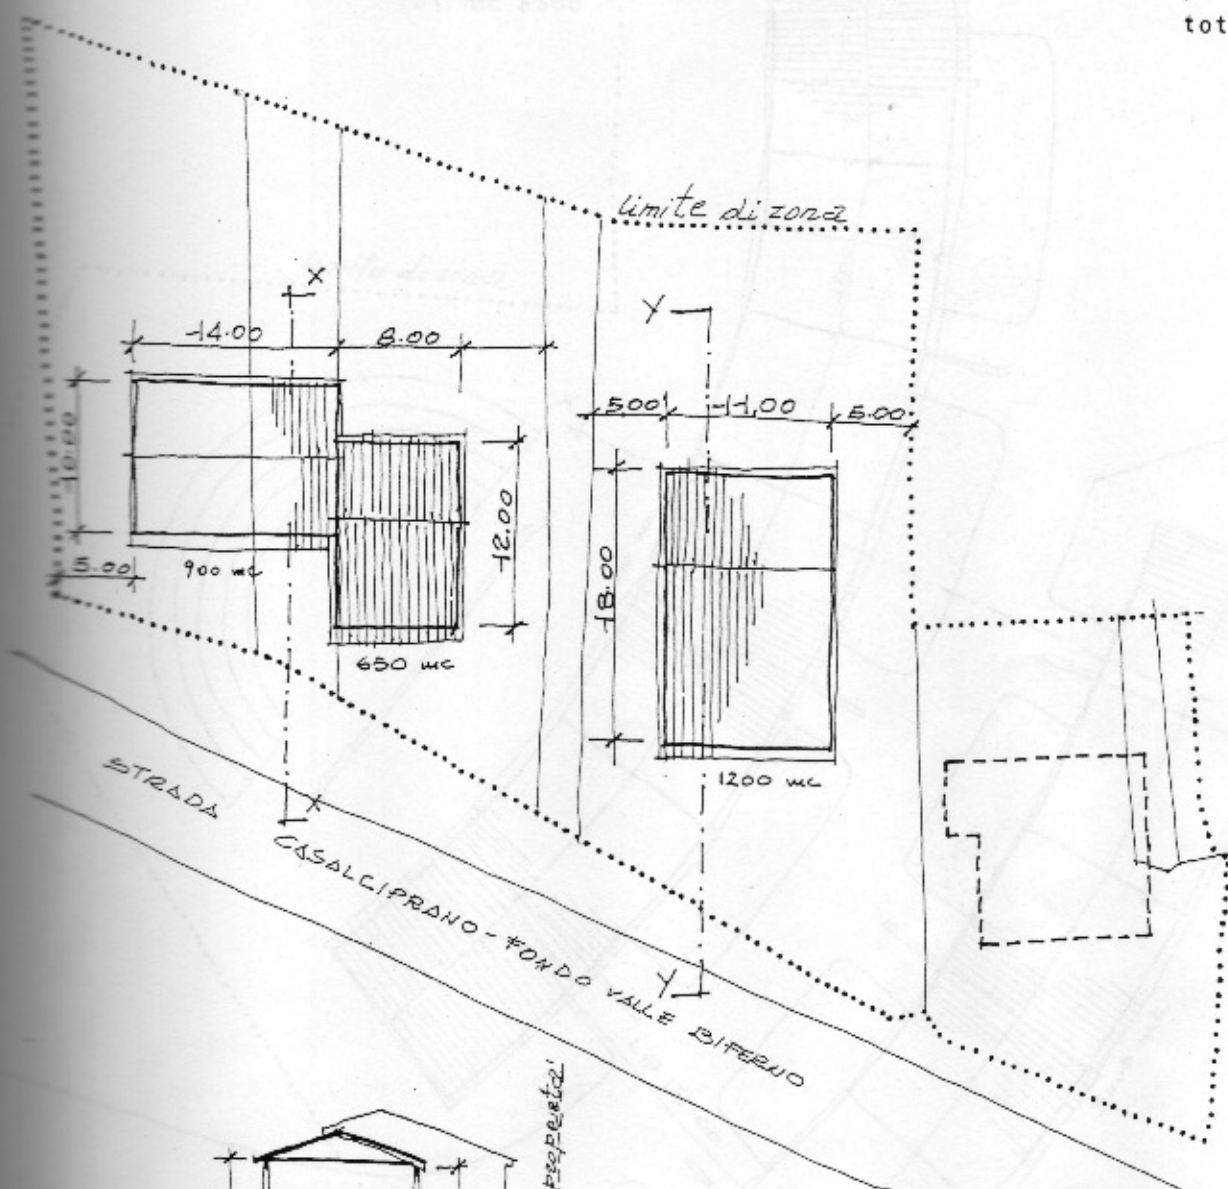 tot
limite di zona
X
Y
14.00
8.00
5.00
11.00
5.00
10.00
12.00
18.00
5.00
900 mc
650 mc
1200 mc
X
Y
STRADA CASALCIPRANO - FONDO VALLE BIFERNO
proprietà